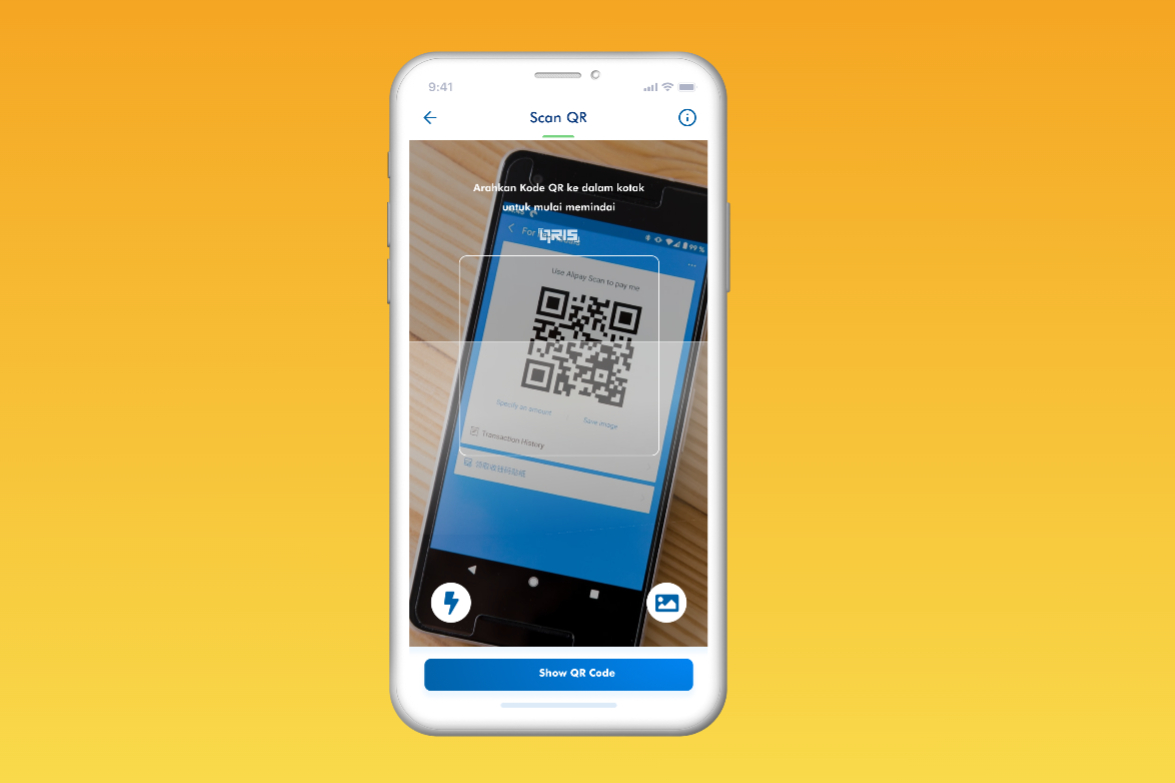 9:41
Scan QR
Arahkan Kode QR ke dalam kotak
untuk mulai memindai
For
QRIS
99 %
Use Alipay Scan to pay me
Specify an amount
Save image
Transaction History
Show QR Code